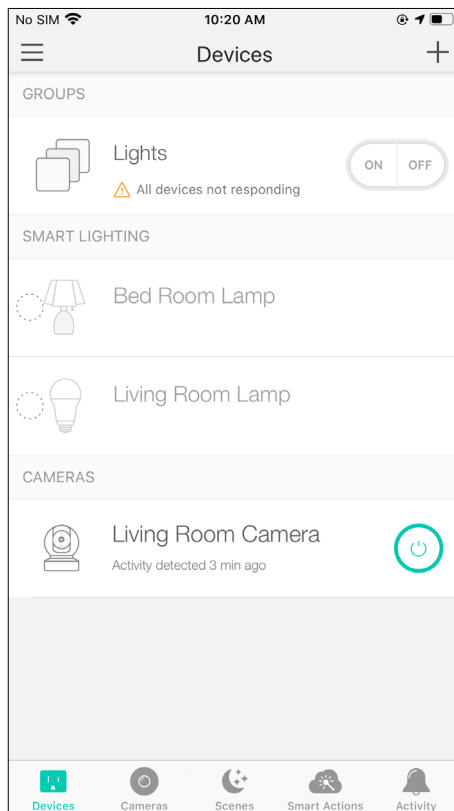 No SIM 10:20 AM
Devices
GROUPS
Lights
ON OFF
All devices not responding
SMART LIGHTING
Bed Room Lamp
Living Room Lamp
CAMERAS
Living Room Camera
Activity detected 3 min ago
Devices Cameras Scenes Smart Actions Activity